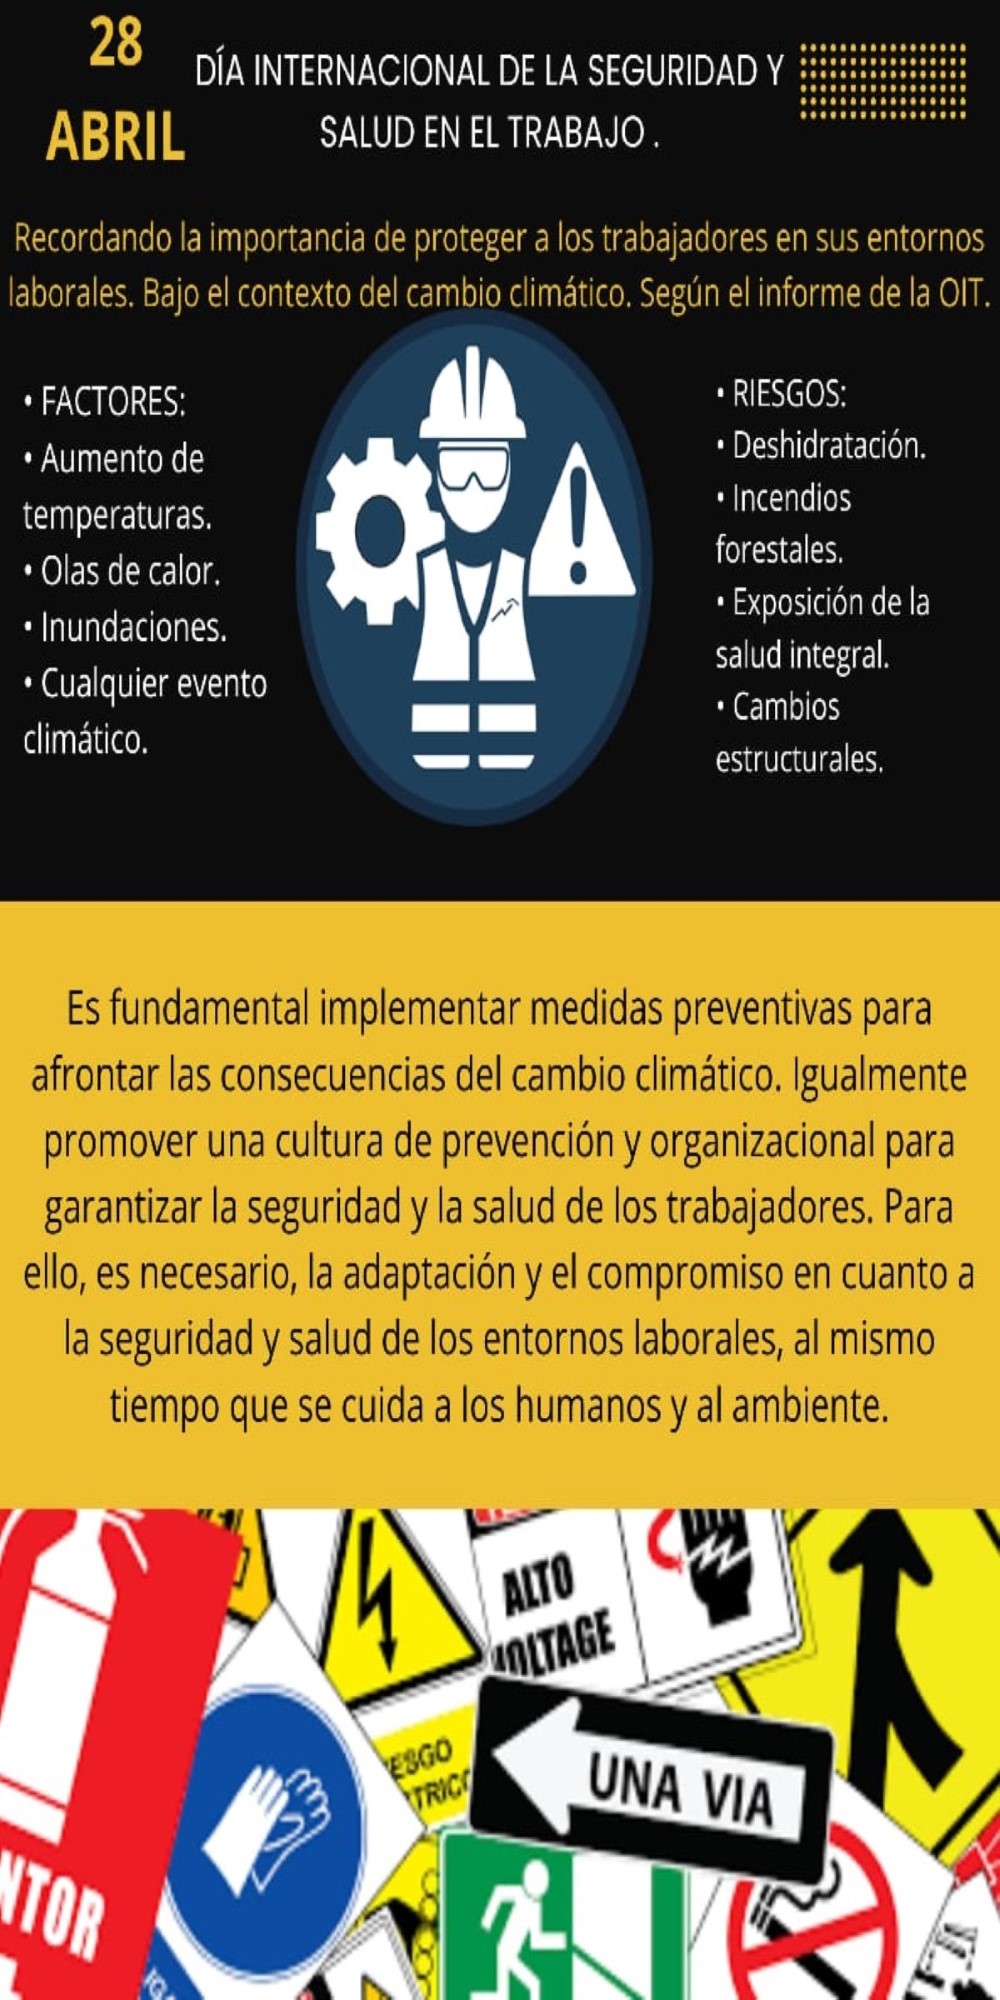 28
ABRIL
DÍA INTERNACIONAL DE LA SEGURIDAD Y
SALUD EN EL TRABAJO .
Recordando la importancia de proteger a los trabajadores en sus entornos
laborales. Bajo el contexto del cambio climático. Según el informe de la OIT.
• FACTORES:
• Aumento de
temperaturas.
• Olas de calor.
• Inundaciones.
• Cualquier evento
climático.
• RIESGOS:
• Deshidratación.
• Incendios
forestales.
• Exposición de la
salud integral.
• Cambios
estructurales.
Es fundamental implementar medidas preventivas para
afrontar las consecuencias del cambio climático. Igualmente
promover una cultura de prevención y organizacional para
garantizar la seguridad y la salud de los trabajadores. Para
ello, es necesario, la adaptación y el compromiso en cuanto a
la seguridad y salud de los entornos laborales, al mismo
tiempo que se cuida a los humanos y al ambiente.
ALTO
VOLTAGE
ESGO
TRICO
UNA VIA
NTOR